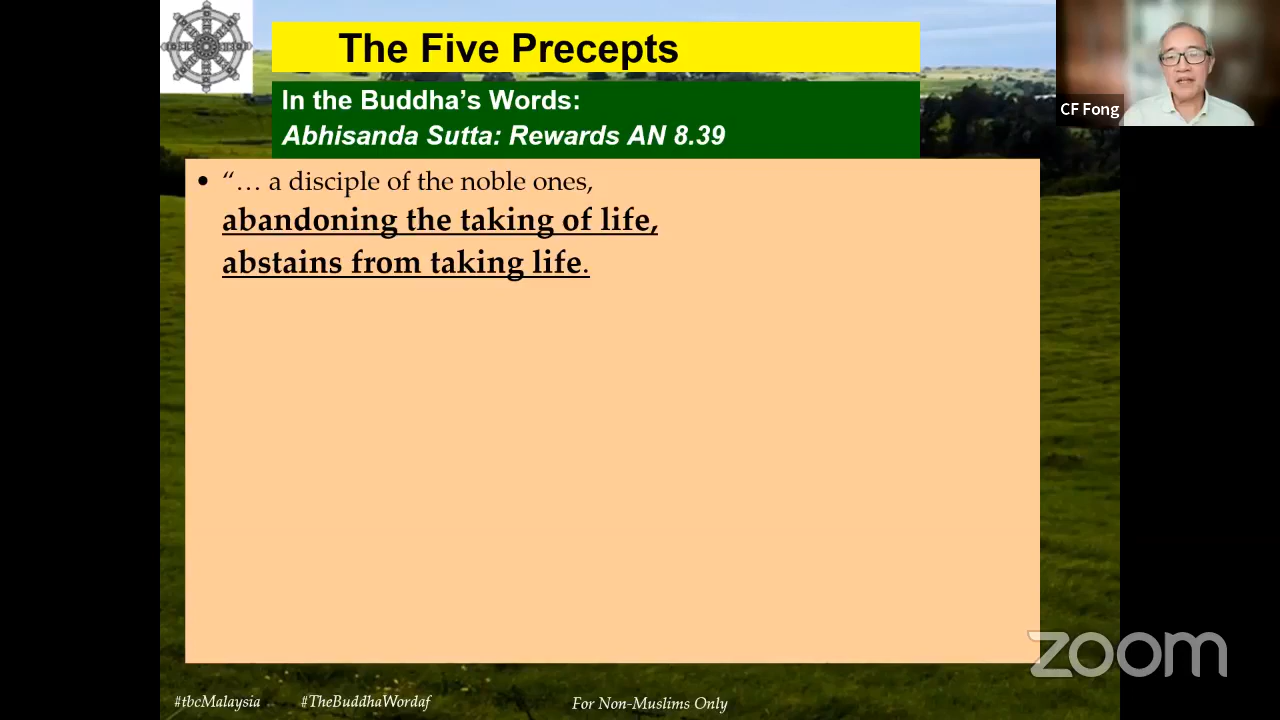 The Five Precepts
In the Buddha’s Words:
Abhisanda Sutta: Rewards AN 8.39
CF Fong
• “… a disciple of the noble ones,
abandoning the taking of life,
abstains from taking life.
zoom
#tbcMalaysia #TheBuddhaWordaf For Non-Muslims Only